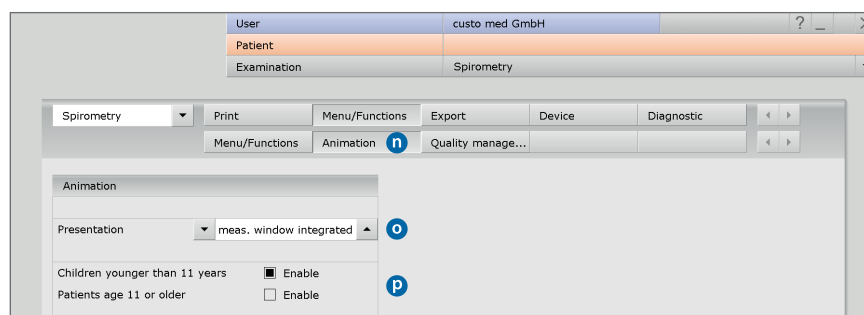 User custo med GmbH ? _
Patient
Examination Spirometry
Spirometry Print Menu/Functions Export Device Diagnostic
Menu/Functions Animation n Quality manage...
Animation
Presentation meas. window integrated o
Children younger than 11 years Enable
p
Patients age 11 or older Enable